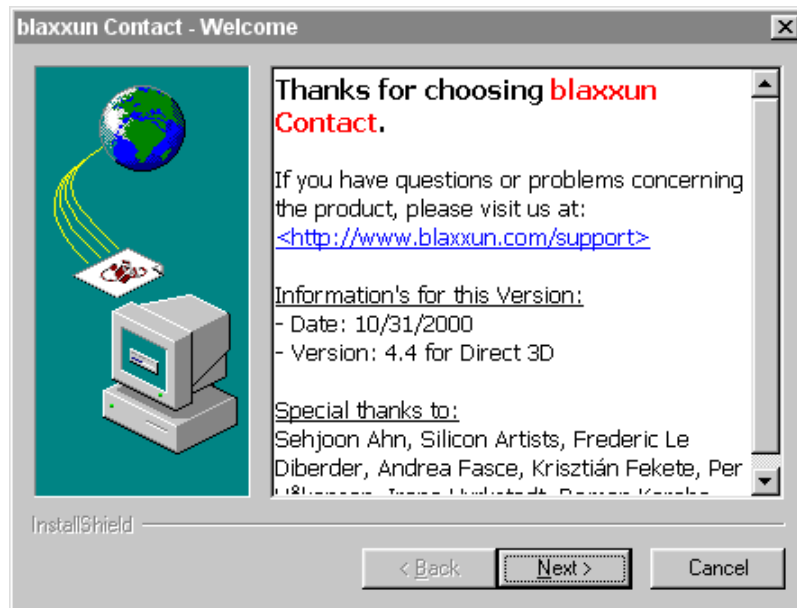 blaxxun Contact - Welcome
Thanks for choosing blaxxun
Contact.
If you have questions or problems concerning
the product, please visit us at:
<http://www.blaxxun.com/support>
Information's for this Version:
- Date: 10/31/2000
- Version: 4.4 for Direct 3D
Special thanks to:
Sehjoon Ahn, Silicon Artists, Frederic Le
Diberder, Andrea Fasce, Krisztián Fekete, Per
InstallShield
< Back
Next >
Cancel